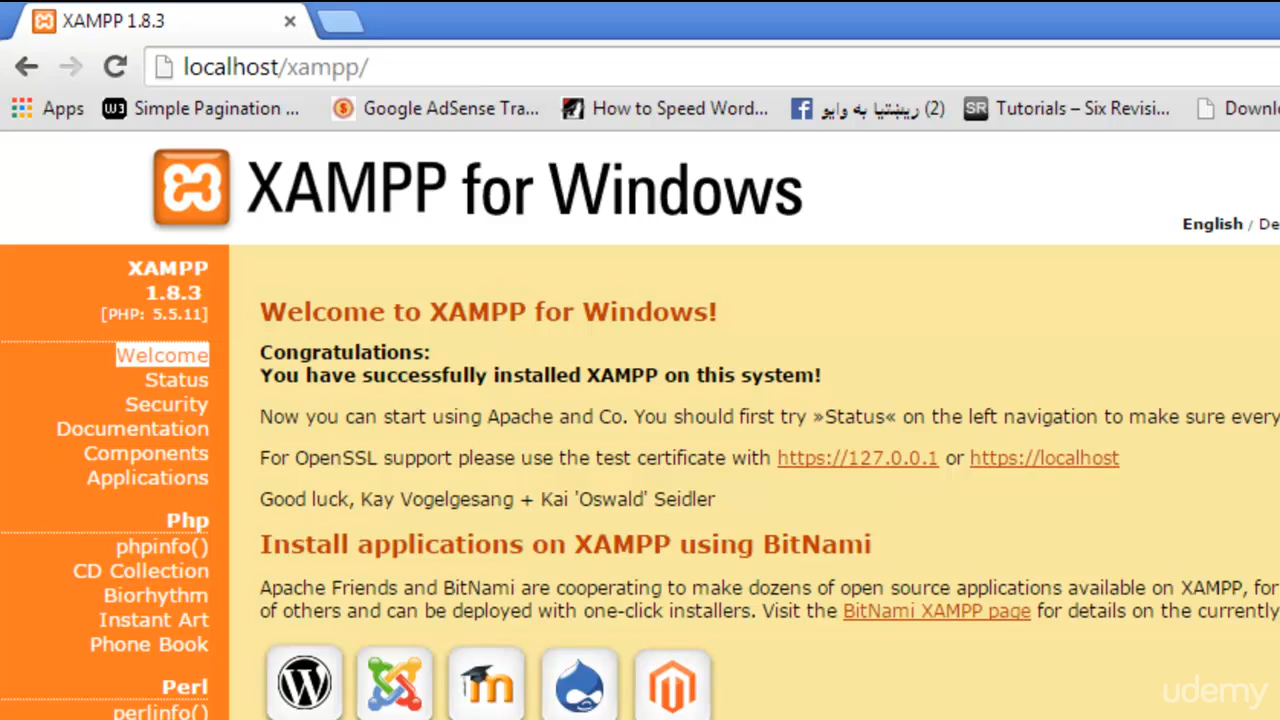 XAMPP 1.8.3
localhost/xampp/
Apps Simple Pagination ... Google AdSense Tra... How to Speed Word... (2) رېښتیا به وایو Tutorials – Six Revisi... Downl
XAMPP for Windows
English / De
XAMPP
1.8.3
[PHP: 5.5.11]
Welcome
Status
Security
Documentation
Components
Applications
Php
phpinfo()
CD Collection
Biorhythm
Instant Art
Phone Book
Perl
perlinfo()
Welcome to XAMPP for Windows!
Congratulations:
You have successfully installed XAMPP on this system!
Now you can start using Apache and Co. You should first try »Status« on the left navigation to make sure every
For OpenSSL support please use the test certificate with https://127.0.0.1 or https://localhost
Good luck, Kay Vogelgesang + Kai 'Oswald' Seidler
Install applications on XAMPP using BitNami
Apache Friends and BitNami are cooperating to make dozens of open source applications available on XAMPP, for
of others and can be deployed with one-click installers. Visit the BitNami XAMPP page for details on the currently
udemy